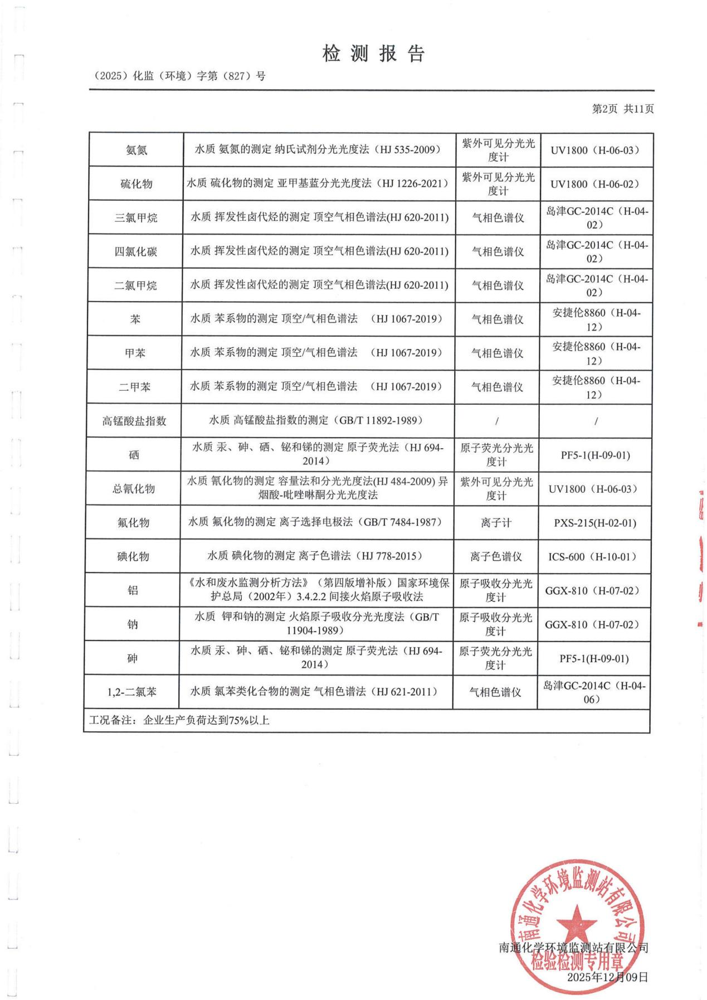 检测报告
（2025）化监（环境）字第（827）号
第2页 共11页
氨氮 水质 氨氮的测定 纳氏试剂分光光度法（HJ 535-2009） 紫外可见分光光度计 UV1800（H-06-03）
硫化物 水质 硫化物的测定 亚甲基蓝分光光度法（HJ 1226-2021） 紫外可见分光光度计 UV1800（H-06-02）
三氯甲烷 水质 挥发性卤代烃的测定 顶空气相色谱法(HJ 620-2011) 气相色谱仪 岛津GC-2014C（H-04-02）
四氯化碳 水质 挥发性卤代烃的测定 顶空气相色谱法(HJ 620-2011) 气相色谱仪 岛津GC-2014C（H-04-02）
二氯甲烷 水质 挥发性卤代烃的测定 顶空气相色谱法(HJ 620-2011) 气相色谱仪 岛津GC-2014C（H-04-02）
苯 水质 苯系物的测定 顶空/气相色谱法 （HJ 1067-2019） 气相色谱仪 安捷伦8860（H-04-12）
甲苯 水质 苯系物的测定 顶空/气相色谱法 （HJ 1067-2019） 气相色谱仪 安捷伦8860（H-04-12）
二甲苯 水质 苯系物的测定 顶空/气相色谱法 （HJ 1067-2019） 气相色谱仪 安捷伦8860（H-04-12）
高锰酸盐指数 水质 高锰酸盐指数的测定（GB/T 11892-1989） / /
硒 水质 汞、砷、硒、铋和锑的测定 原子荧光法（HJ 694-2014） 原子荧光分光光度计 PF5-1(H-09-01)
总氰化物 水质 氰化物的测定 容量法和分光光度法(HJ 484-2009) 异烟酸-吡唑啉酮分光光度法 紫外可见分光光度计 UV1800（H-06-03）
氟化物 水质 氟化物的测定 离子选择电极法（GB/T 7484-1987） 离子计 PXS-215(H-02-01)
碘化物 水质 碘化物的测定 离子色谱法（HJ 778-2015） 离子色谱仪 ICS-600（H-10-01）
铝 《水和废水监测分析方法》（第四版增补版）国家环境保护总局（2002年）3.4.2.2 间接火焰原子吸收法 原子吸收分光光度计 GGX-810（H-07-02）
钠 水质 钾和钠的测定 火焰原子吸收分光光度法（GB/T 11904-1989） 原子吸收分光光度计 GGX-810（H-07-02）
砷 水质 汞、砷、硒、铋和锑的测定 原子荧光法（HJ 694-2014） 原子荧光分光光度计 PF5-1(H-09-01)
1,2-二氯苯 水质 氯苯类化合物的测定 气相色谱法（HJ 621-2011） 气相色谱仪 岛津GC-2014C（H-04-06）
工况备注：企业生产负荷达到75%以上
南通化学环境监测站有限公司
南通化学环境监测站有限公司
检验检测专用章
2025年12月09日